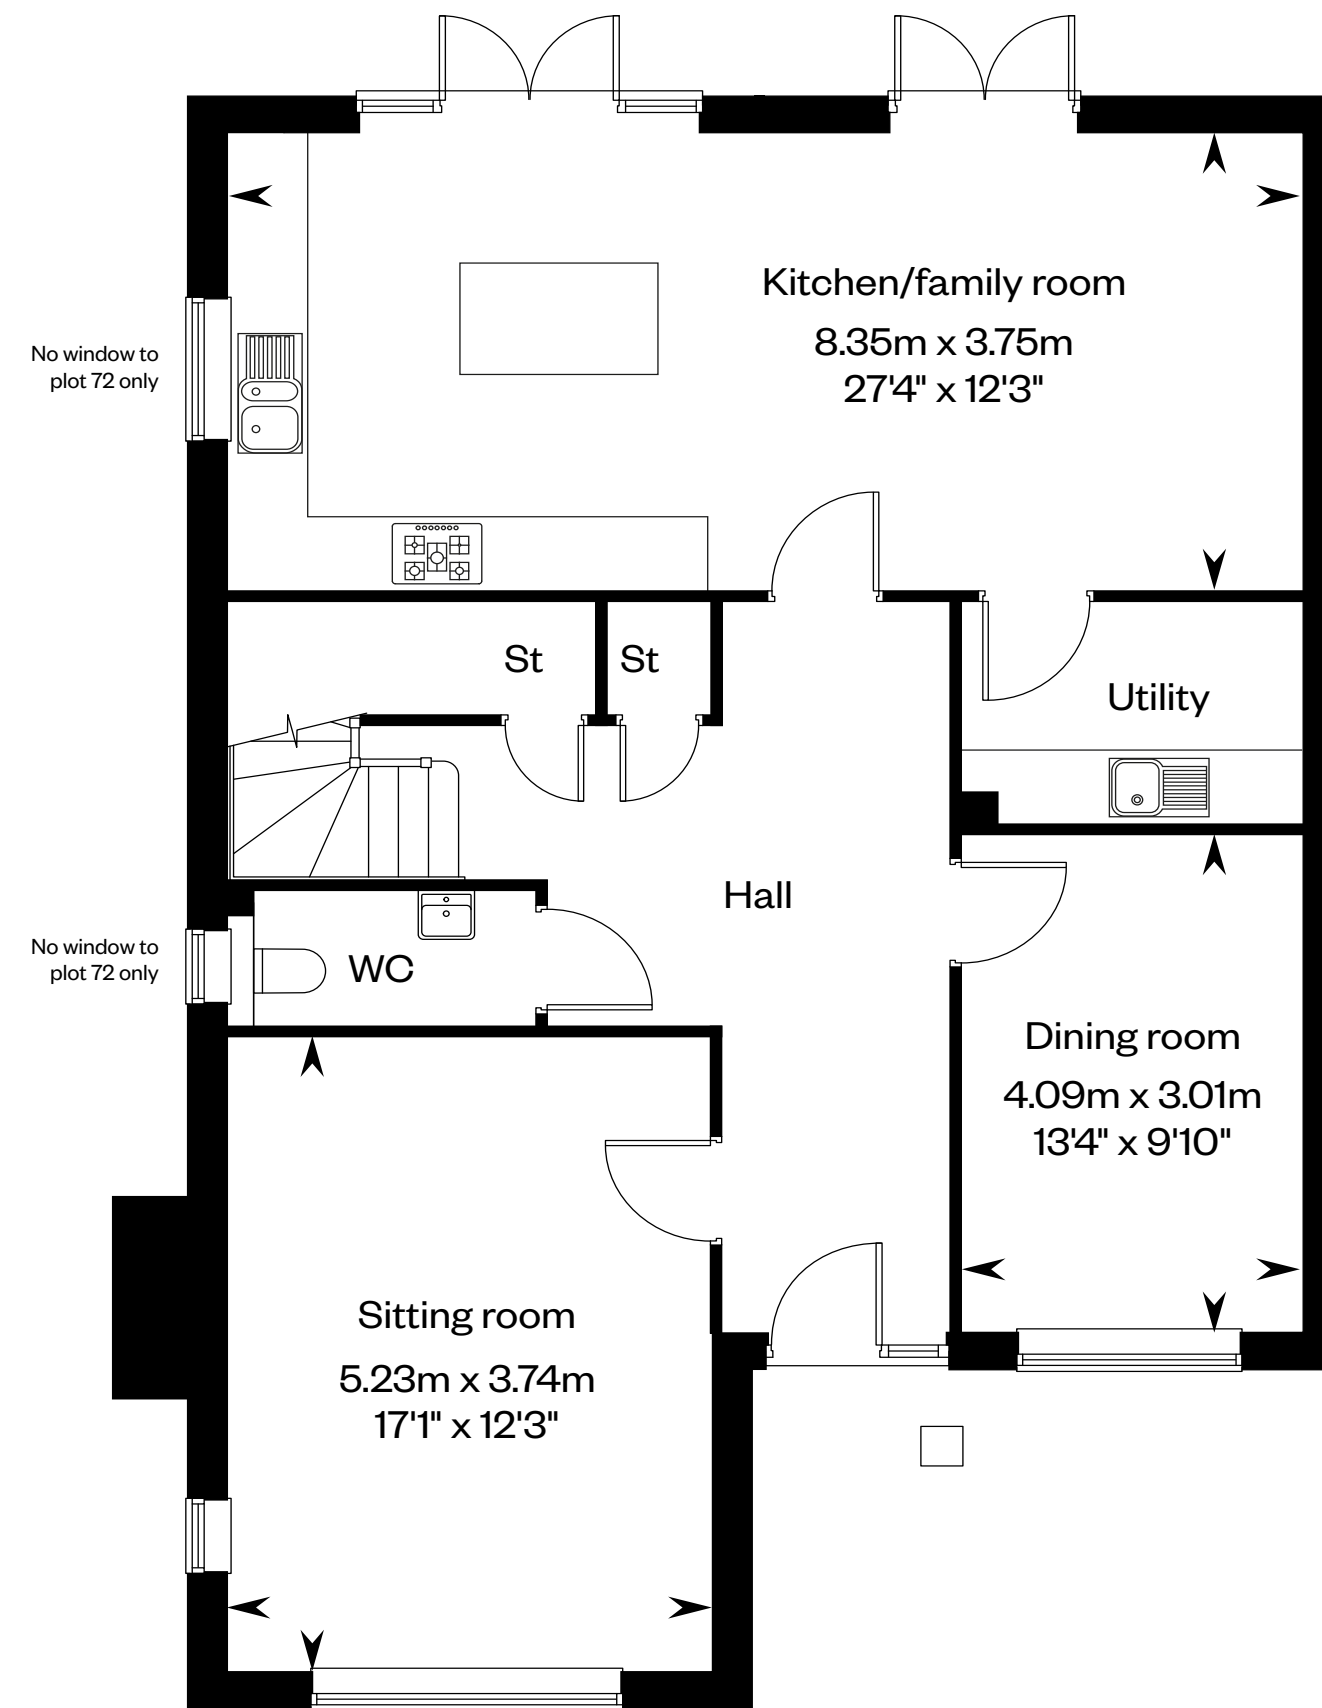 Kitchen/family room
8.35m x 3.75m
27'4" x 12'3"
No window to
plot 72 only
St
St
Utility
Hall
No window to
plot 72 only
WC
Dining room
4.09m x 3.01m
13'4" x 9'10"
Sitting room
5.23m x 3.74m
17'1" x 12'3"